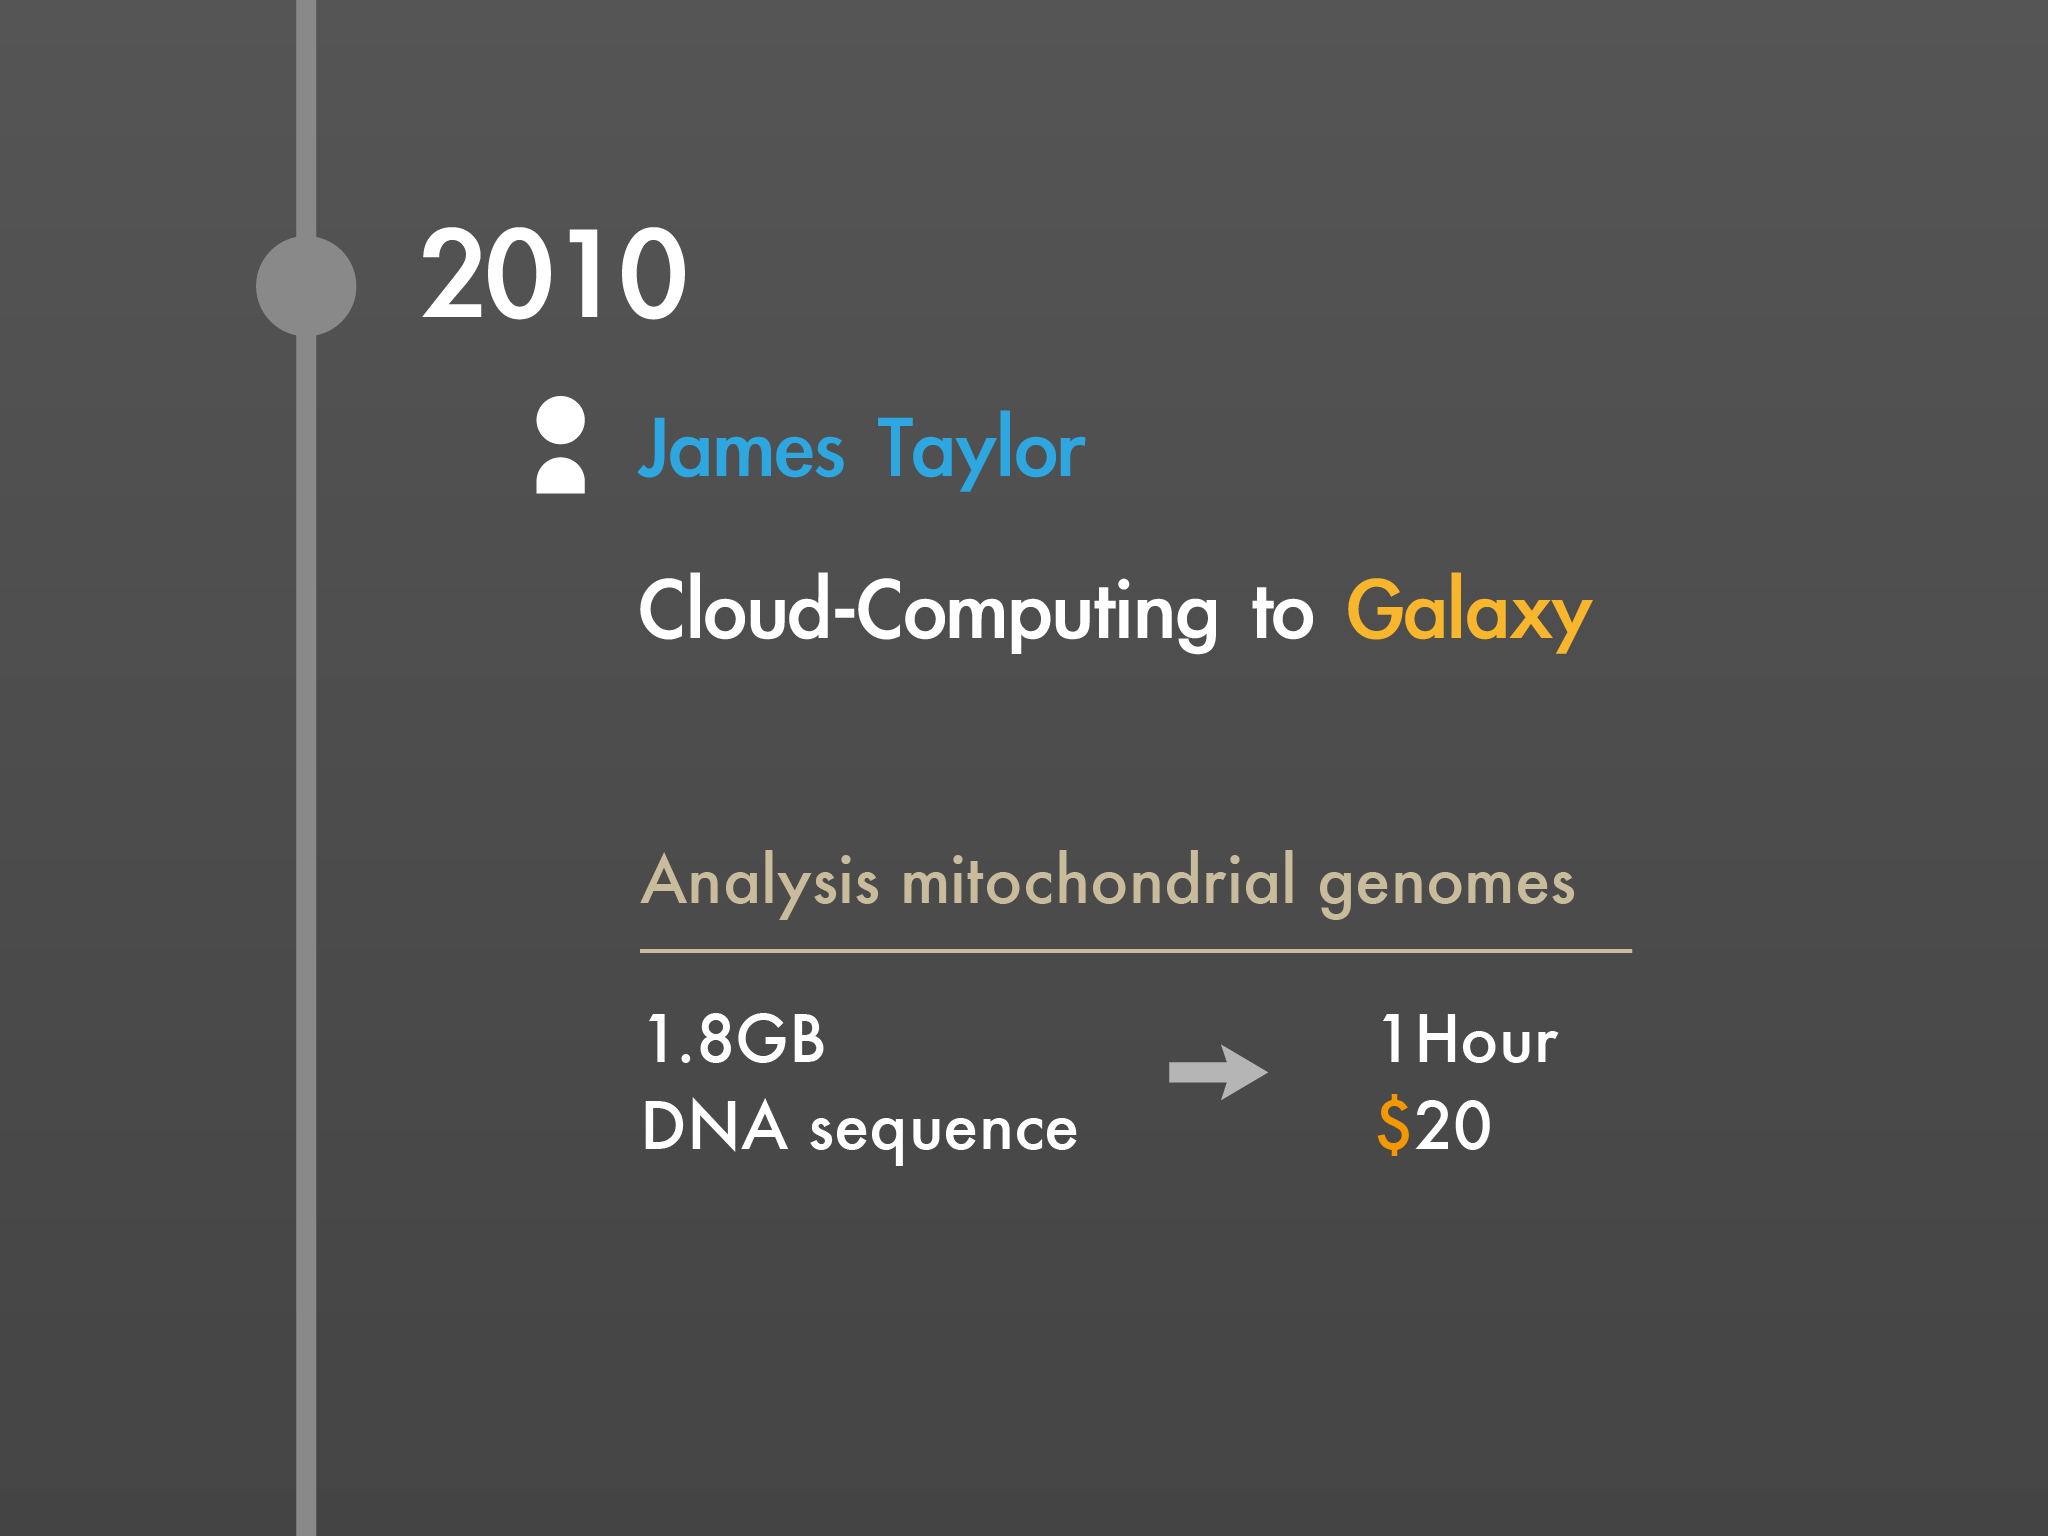 2010
James Taylor
Cloud-Computing to Galaxy
Analysis mitochondrial genomes
1.8GB
DNA sequence
1Hour
$20